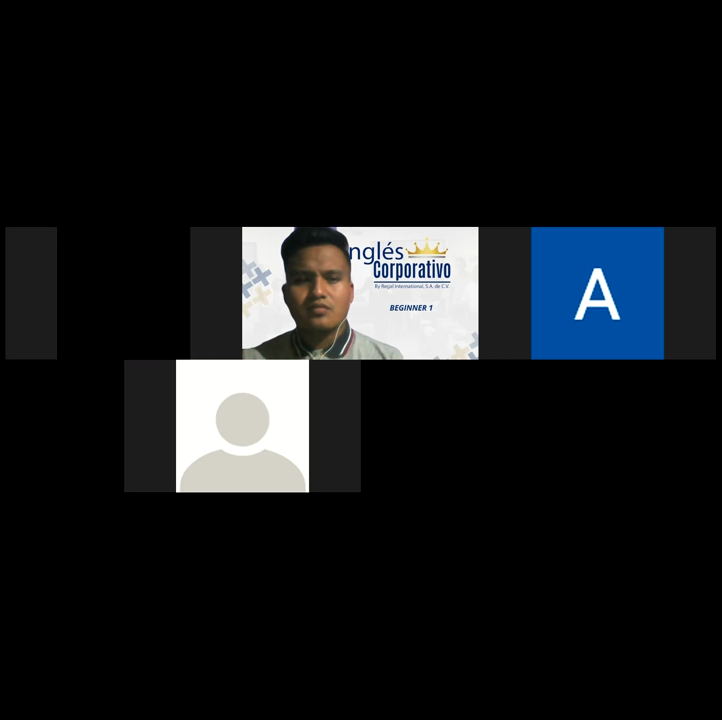 nglés
Corporativo
By Regal International, S.A. de C.V.
BEGINNER 1
A